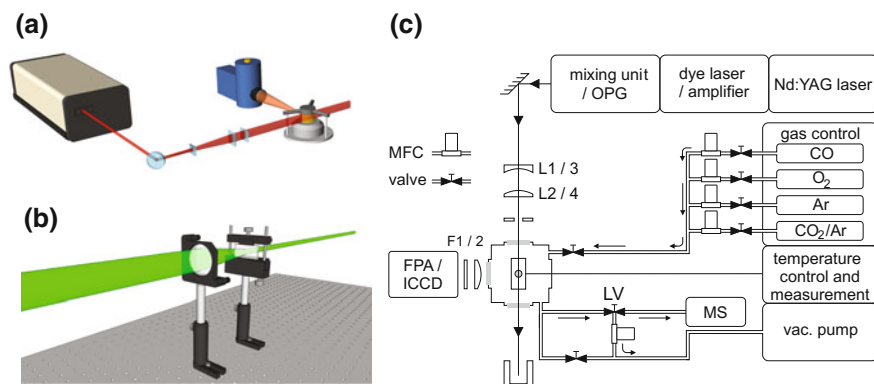 (a)
(b)
(c)
mixing unit
/ OPG
dye laser
/ amplifier
Nd:YAG laser
MFC
valve
L1 / 3
L2 / 4
F1 / 2
FPA /
ICCD
gas control
CO
O₂
Ar
CO₂/Ar
temperature
control and
measurement
LV
MS
vac. pump